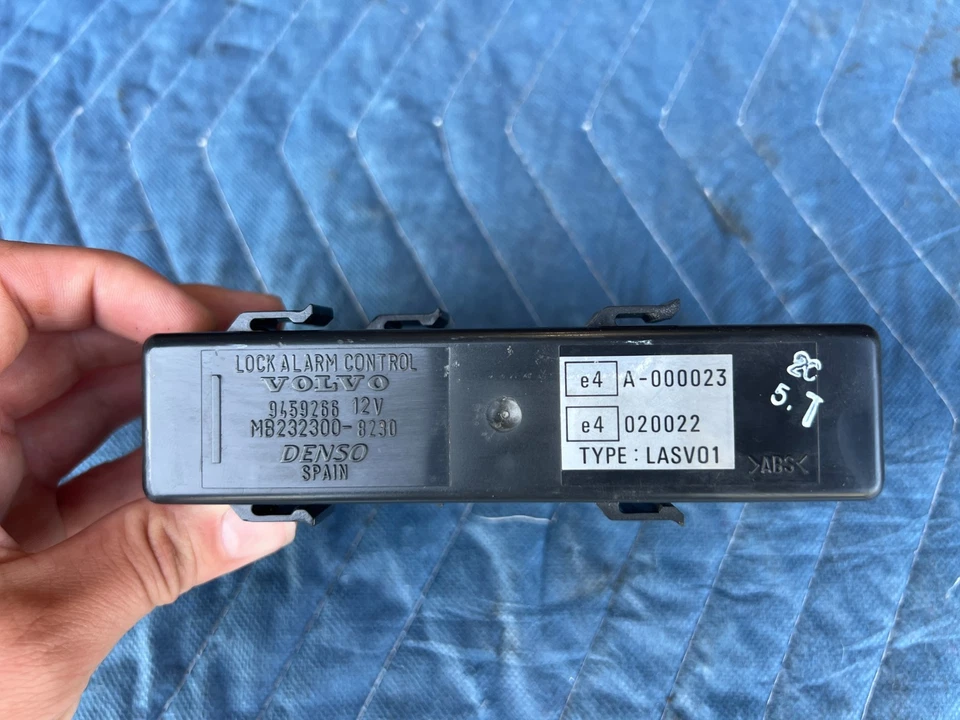 LOCK ALARM CONTROL
VOLVO
9459266 12V
MB232300-8230
DENSO
SPAIN
e4 A-000023
e4 020022
TYPE : LASV01
2C
5.T
>ABS<